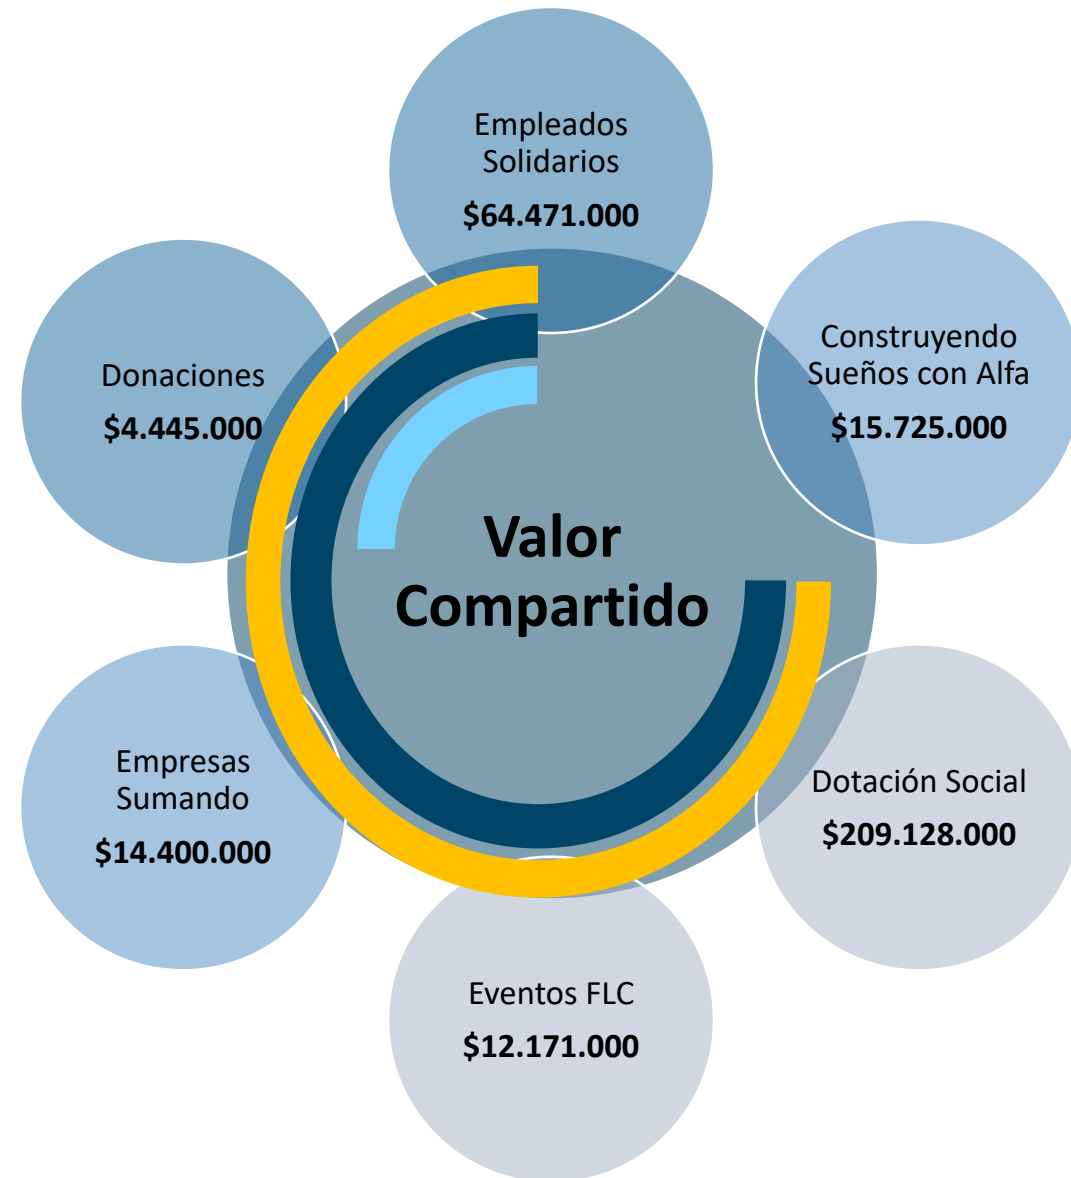 Empleados
Solidarios
$64.471.000
Construyendo
Sueños con Alfa
$15.725.000
Donaciones
$4.445.000
Valor
Compartido
Empresas
Sumando
$14.400.000
Dotación Social
$209.128.000
Eventos FLC
$12.171.000